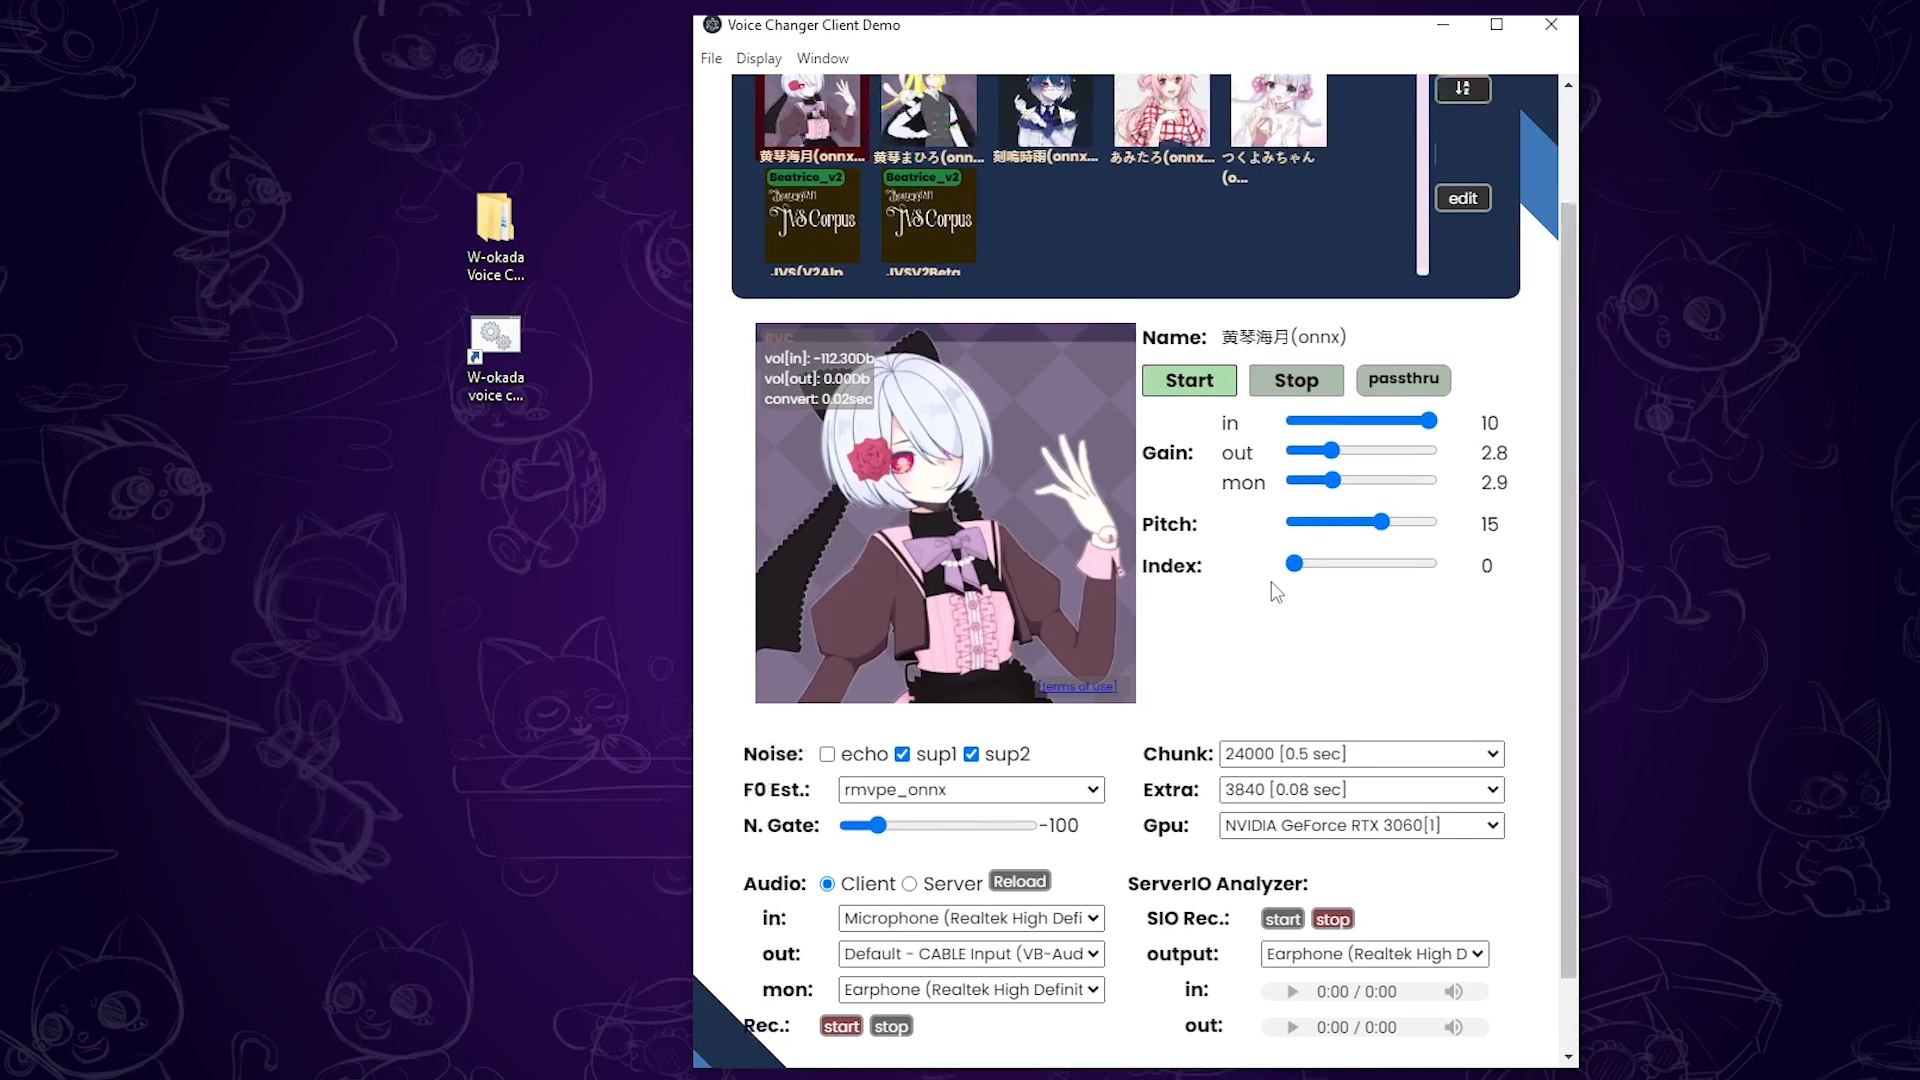 Voice Changer Client Demo
File Display Window
黄琴海月(onnx...
黄琴まひろ(onn...
刻鳴時雨(onnx...
あみたろ(onnx...
つくよみちゃん
(o...
edit
Beatrice_v2
JVS Corpus
Beatrice_v2
JVS Corpus
W-okada
Voice C...
W-okada
voice c...
RVC
vol[in]: -112.30Db
vol[out]: 0.00Db
convert: 0.02sec
[terms of use]
Name: 黄琴海月(onnx)
Start Stop passthru
Gain:
in 10
out 2.8
mon 2.9
Pitch: 15
Index: 0
Noise: echo sup1 sup2
F0 Est.: rmvpe_onnx
N. Gate: -100
Chunk: 24000 [0.5 sec]
Extra: 3840 [0.08 sec]
Gpu: NVIDIA GeForce RTX 3060[1]
Audio: Client Server Reload
in: Microphone (Realtek High Defi
out: Default - CABLE Input (VB-Aud
mon: Earphone (Realtek High Definit
Rec.: start stop
ServerIO Analyzer:
SIO Rec.: start stop
output: Earphone (Realtek High D
in: 0:00 / 0:00
out: 0:00 / 0:00